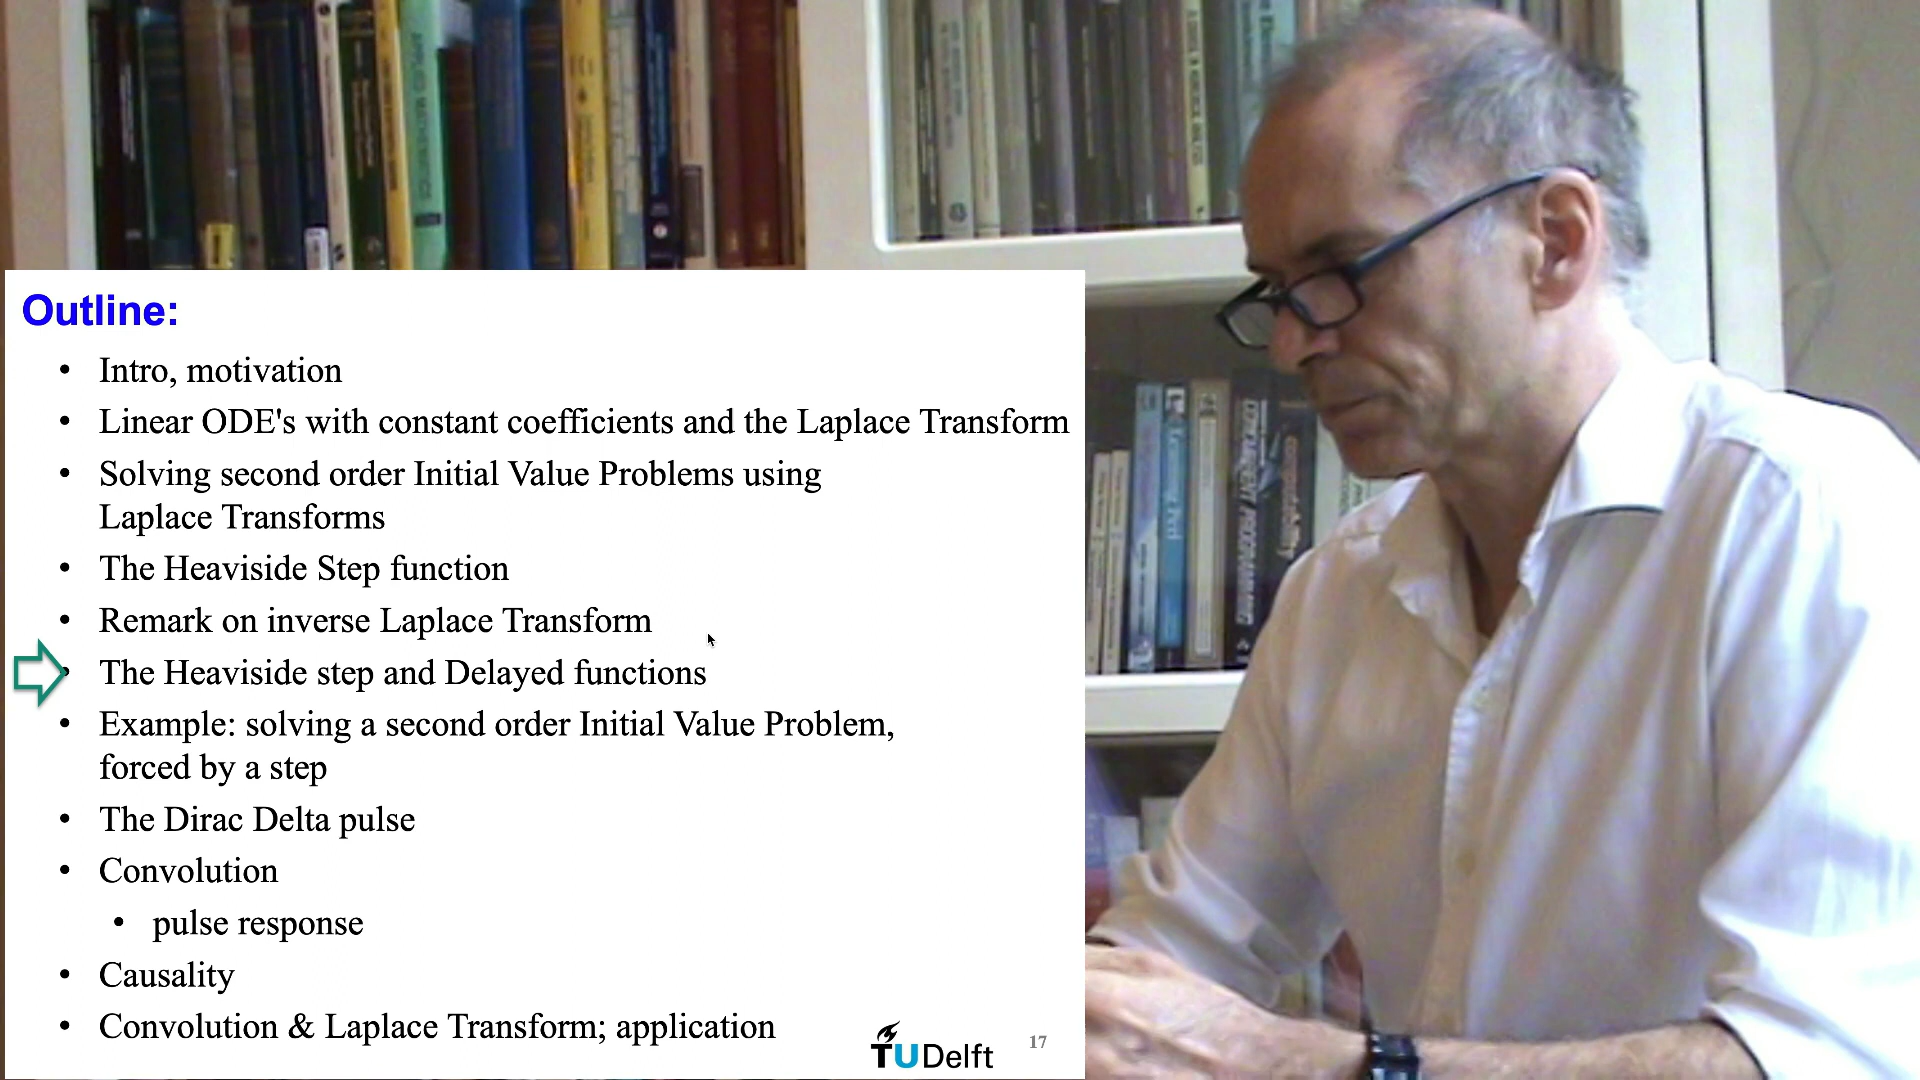 Outline:
• Intro, motivation
• Linear ODE's with constant coefficients and the Laplace Transform
• Solving second order Initial Value Problems using
Laplace Transforms
• The Heaviside Step function
• Remark on inverse Laplace Transform
• The Heaviside step and Delayed functions
• Example: solving a second order Initial Value Problem,
forced by a step
• The Dirac Delta pulse
• Convolution
• pulse response
• Causality
• Convolution & Laplace Transform; application
TU Delft
17